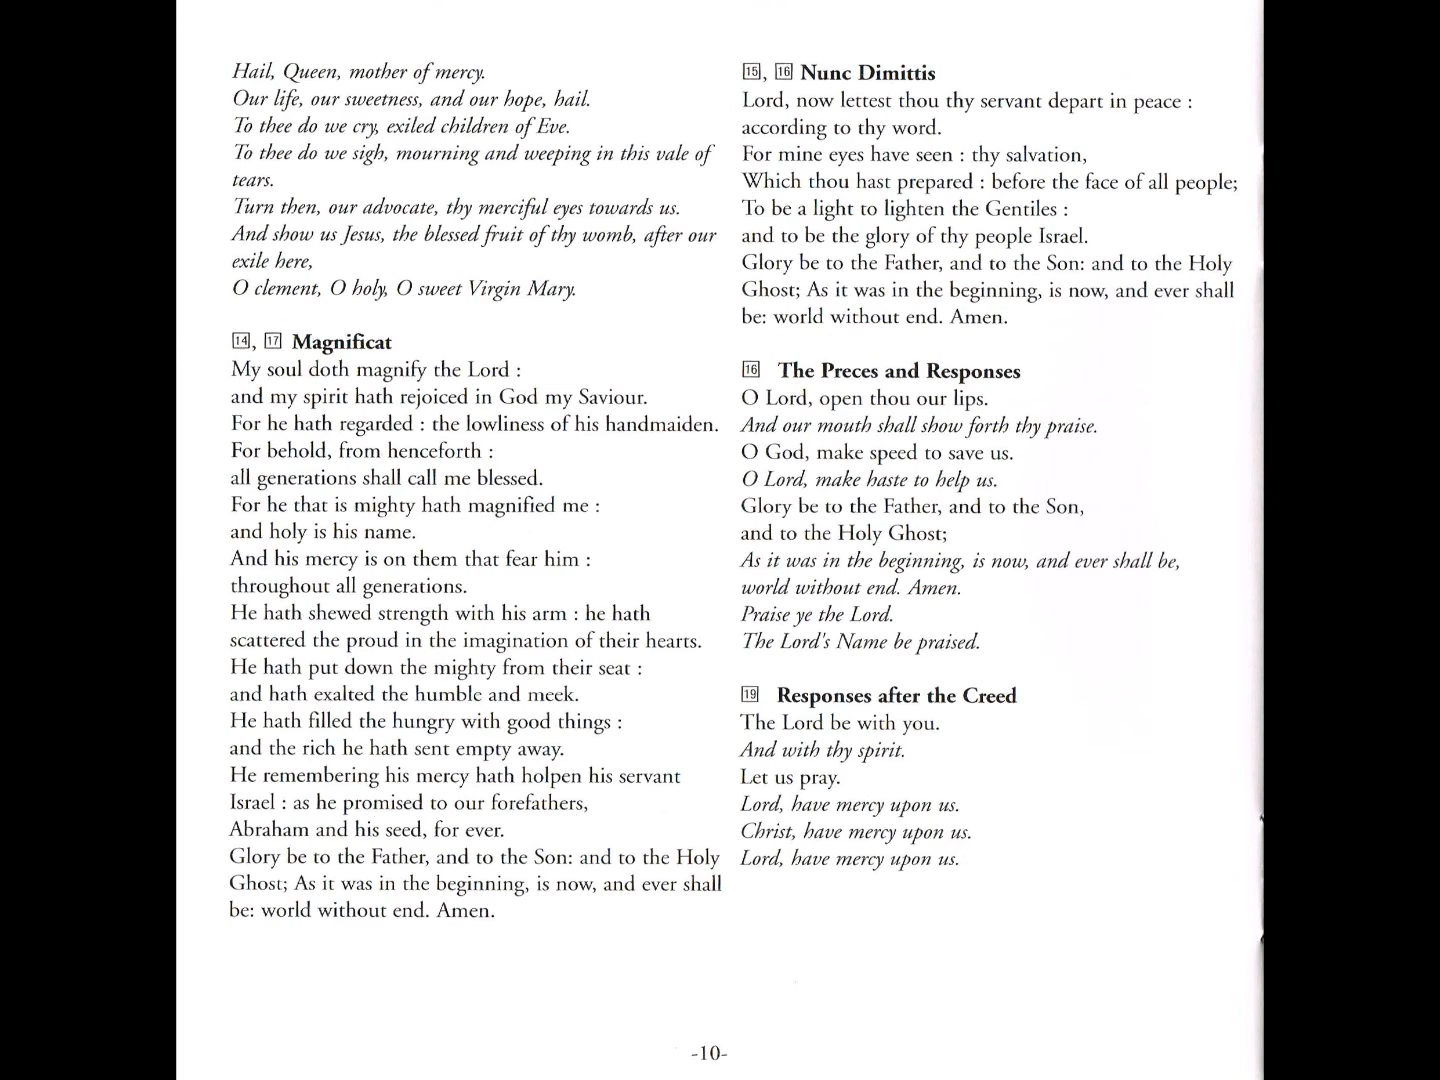 Hail, Queen, mother of mercy.
Our life, our sweetness, and our hope, hail.
To thee do we cry, exiled children of Eve.
To thee do we sigh, mourning and weeping in this vale of
tears.
Turn then, our advocate, thy merciful eyes towards us.
And show us Jesus, the blessed fruit of thy womb, after our
exile here,
O clement, O holy, O sweet Virgin Mary.
14, 17 Magnificat
My soul doth magnify the Lord :
and my spirit hath rejoiced in God my Saviour.
For he hath regarded : the lowliness of his handmaiden.
For behold, from henceforth :
all generations shall call me blessed.
For he that is mighty hath magnified me :
and holy is his name.
And his mercy is on them that fear him :
throughout all generations.
He hath shewed strength with his arm : he hath
scattered the proud in the imagination of their hearts.
He hath put down the mighty from their seat :
and hath exalted the humble and meek.
He hath filled the hungry with good things :
and the rich he hath sent empty away.
He remembering his mercy hath holpen his servant
Israel : as he promised to our forefathers,
Abraham and his seed, for ever.
Glory be to the Father, and to the Son: and to the Holy
Ghost; As it was in the beginning, is now, and ever shall
be: world without end. Amen.
15, 16 Nunc Dimittis
Lord, now lettest thou thy servant depart in peace :
according to thy word.
For mine eyes have seen : thy salvation,
Which thou hast prepared : before the face of all people;
To be a light to lighten the Gentiles :
and to be the glory of thy people Israel.
Glory be to the Father, and to the Son: and to the Holy
Ghost; As it was in the beginning, is now, and ever shall
be: world without end. Amen.
16 The Preces and Responses
O Lord, open thou our lips.
And our mouth shall show forth thy praise.
O God, make speed to save us.
O Lord, make haste to help us.
Glory be to the Father, and to the Son,
and to the Holy Ghost;
As it was in the beginning, is now, and ever shall be,
world without end. Amen.
Praise ye the Lord.
The Lord's Name be praised.
19 Responses after the Creed
The Lord be with you.
And with thy spirit.
Let us pray.
Lord, have mercy upon us.
Christ, have mercy upon us.
Lord, have mercy upon us.
-10-